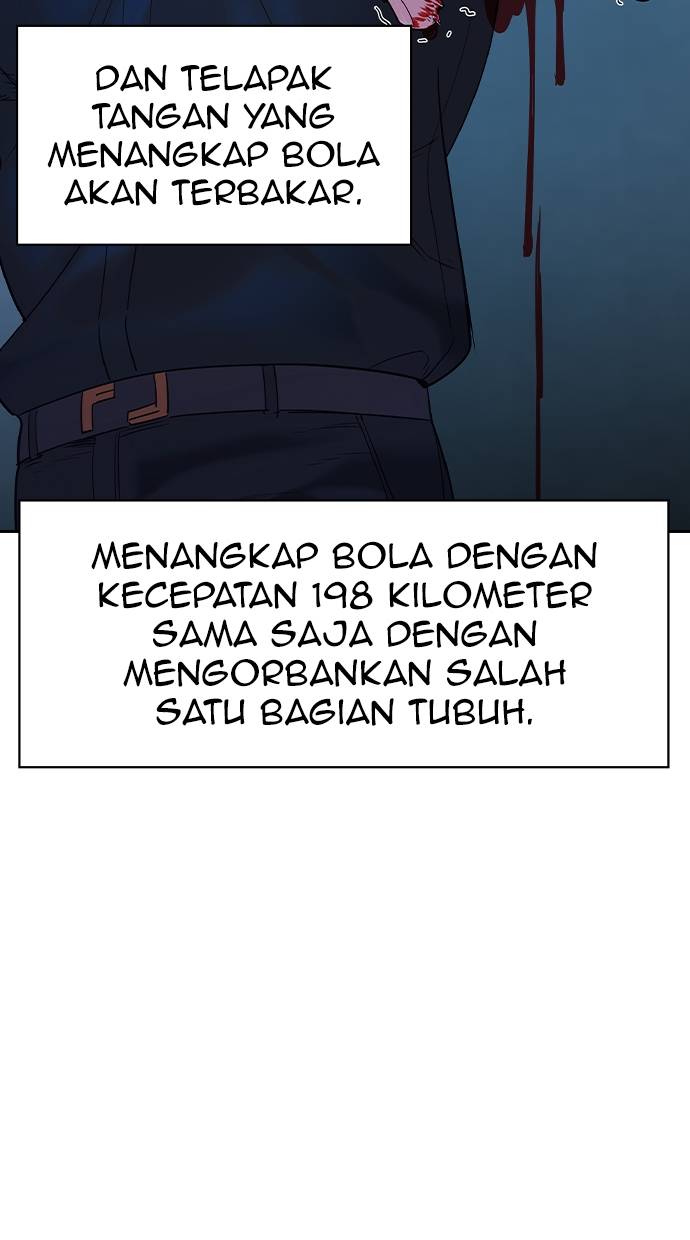 DAN TELAPAK
TANGAN YANG
MENANGKAP BOLA
AKAN TERBAKAR.
MENANGKAP BOLA DENGAN
KECEPATAN 198 KILOMETER
SAMA SAJA DENGAN
MENGORBANKAN SALAH
SATU BAGIAN TUBUH.